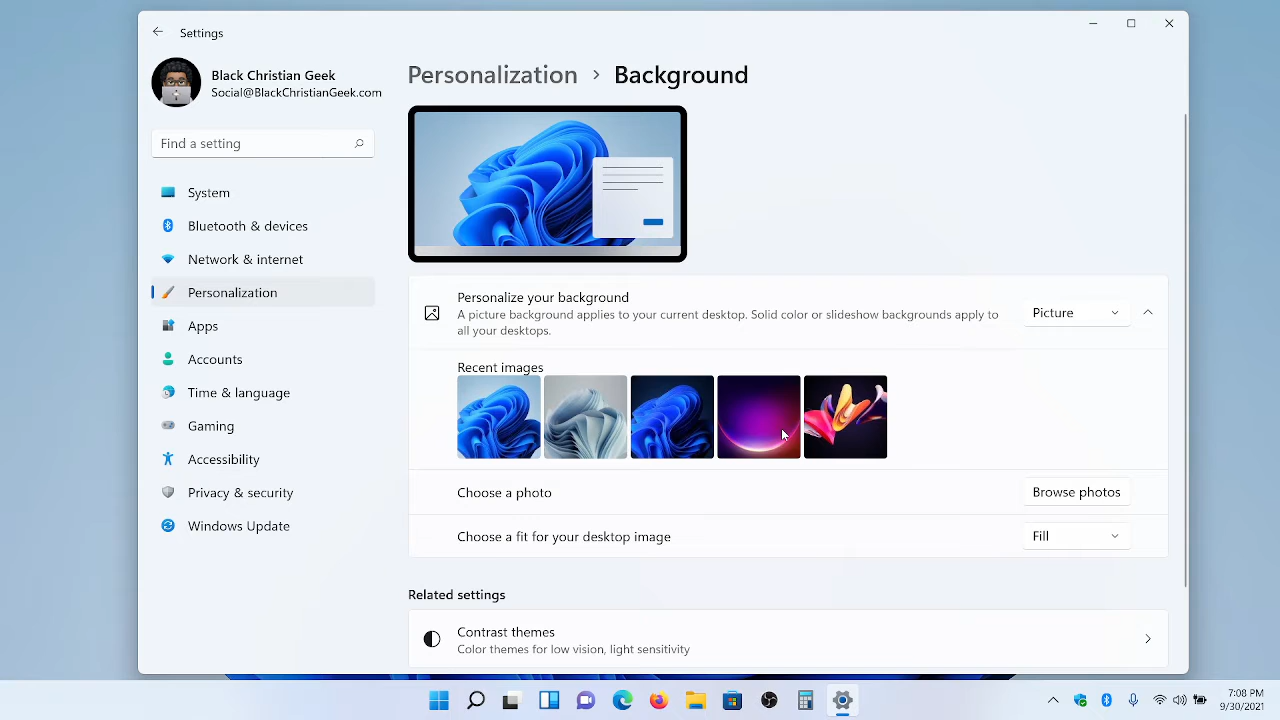 Settings
Black Christian Geek
Social@BlackChristianGeek.com
Find a setting
System
Bluetooth & devices
Network & internet
Personalization
Apps
Accounts
Time & language
Gaming
Accessibility
Privacy & security
Windows Update
Personalization > Background
Personalize your background
A picture background applies to your current desktop. Solid color or slideshow backgrounds apply to
all your desktops.
Picture
Recent images
Choose a photo
Browse photos
Choose a fit for your desktop image
Fill
Related settings
Contrast themes
Color themes for low vision, light sensitivity
7:08 PM
9/30/2021